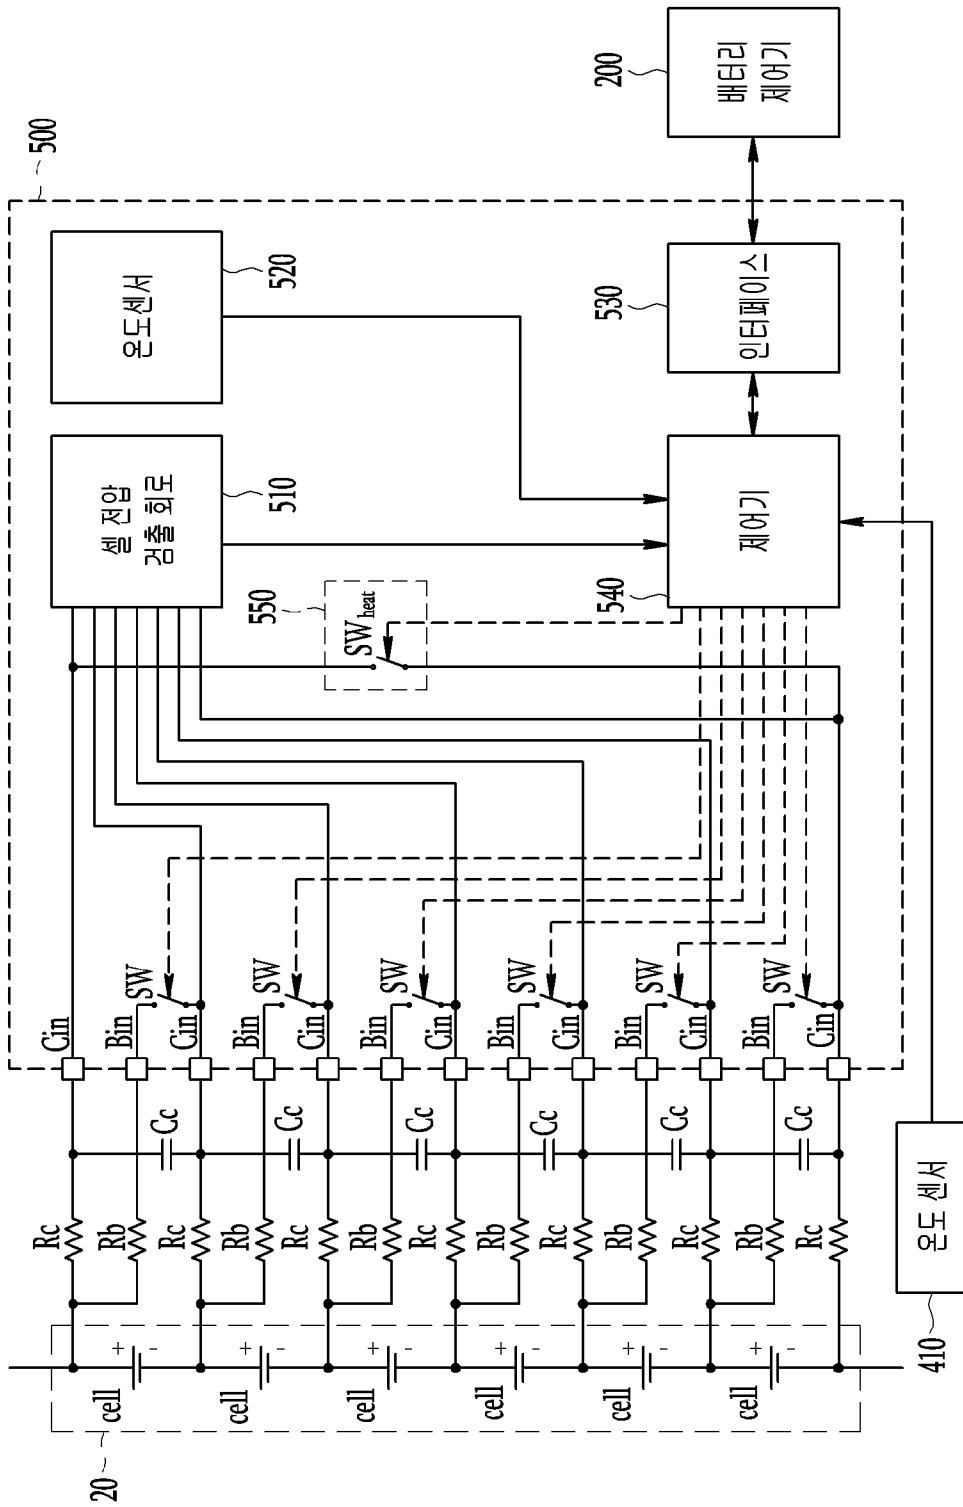 20
cell
+
-
cell
+
-
cell
+
-
cell
+
-
cell
+
-
cell
+
-
Rc
Rb
Rc
Rb
Rc
Rb
Rc
Rb
Rc
Rb
Rc
Rb
Rc
Cc
Cc
Cc
Cc
Cc
Cc
Cin
Bin
SW
Cin
Bin
SW
Cin
Bin
SW
Cin
Bin
SW
Cin
Bin
SW
Cin
Bin
SW
Cin
500
셀 전압
검출 회로
510
온도센서
520
550
SWheat
540
제어기
530
인터페이스
200
배터리
제어기
410
온도 센서